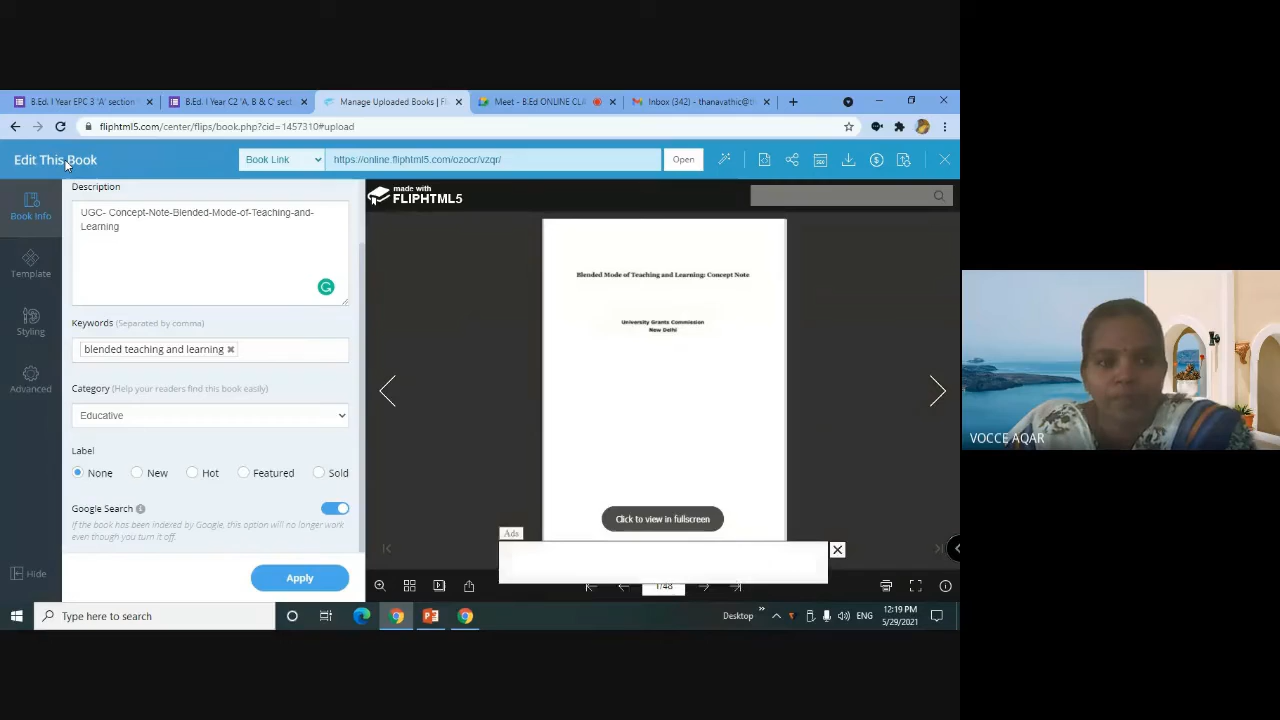 B.Ed. I Year EPC 3 'A' section
B.Ed. I Year C2 'A, B & C' sect
Manage Uploaded Books | Fl
Meet - B.Ed ONLINE CLA
Inbox (342) - thanavathic@th
fliphtml5.com/center/flips/book.php?cid=1457310#upload
Edit This Book
Book Link
https://online.fliphtml5.com/ozocr/vzqr/
Open
Book Info
Template
Styling
Advanced
Hide
Description
UGC- Concept-Note-Blended-Mode-of-Teaching-and-
Learning
Keywords (Separated by comma)
blended teaching and learning
Category (Help your readers find this book easily)
Educative
Label
None
New
Hot
Featured
Sold
Google Search
If the book has been indexed by Google, this option will no longer work
even though you turn it off.
Apply
made with
FLIPHTML5
Blended Mode of Teaching and Learning: Concept Note
University Grants Commission
New Delhi
Click to view in fullscreen
Ads
1/48
VOCCE AQAR
Type here to search
Desktop
ENG
12:19 PM
5/29/2021